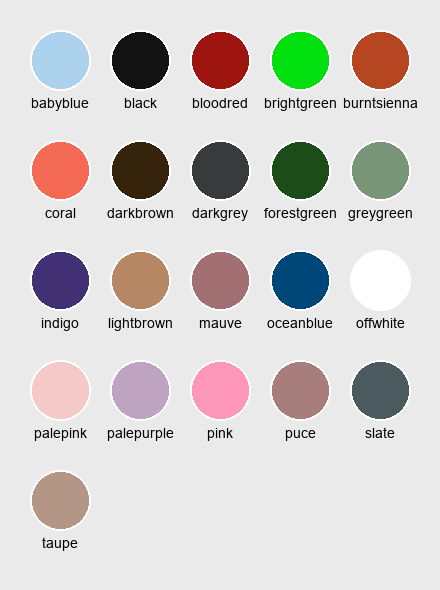 babyblue black bloodred brightgreen burntsienna
coral darkbrown darkgrey forestgreen greygreen
indigo lightbrown mauve oceanblue offwhite
palepink palepurple pink puce slate
taupe